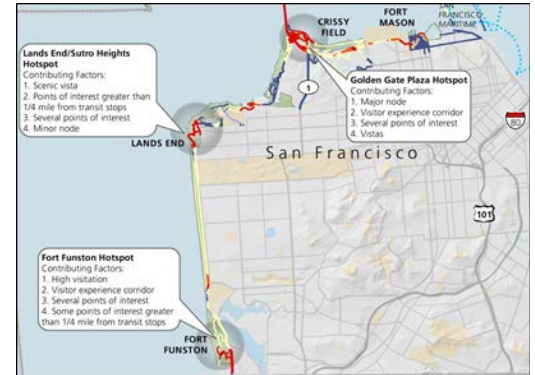 FORT
MASON
SAN
FRANCISCO
MARITIME
CRISSY
FIELD
Lands End/Sutro Heights
Hotspot
Contributing Factors:
1. Scenic vista
2. Points of interest greater than
1/4 mile from transit stops
3. Several points of interest
4. Minor node
Golden Gate Plaza Hotspot
Contributing Factors:
1. Major node
2. Visitor experience corridor
3. Several points of interest
4. Vistas
1
LANDS END
80
San Francisco
101
Fort Funston Hotspot
Contributing Factors:
1. High visitation
2. Visitor experience corridor
3. Several points of interest
4. Some points of interest greater
than 1/4 mile from transit stops
FORT
FUNSTON